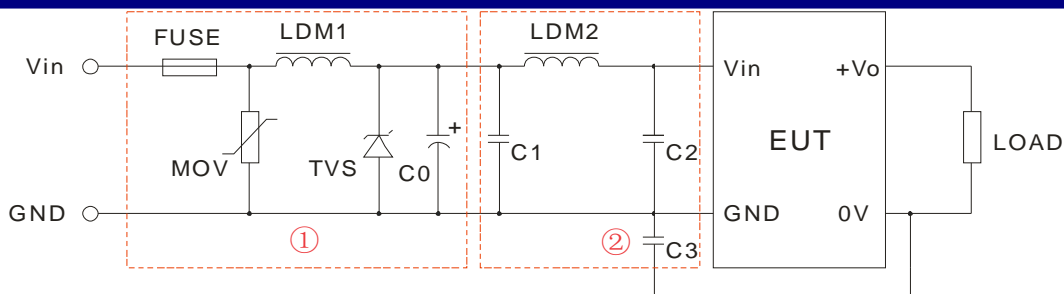 FUSE
LDM1
LDM2
Vin
Vin
+Vo
MOV
TVS
C0
+
C1
C2
EUT
LOAD
GND
GND
0V
①
②
C3